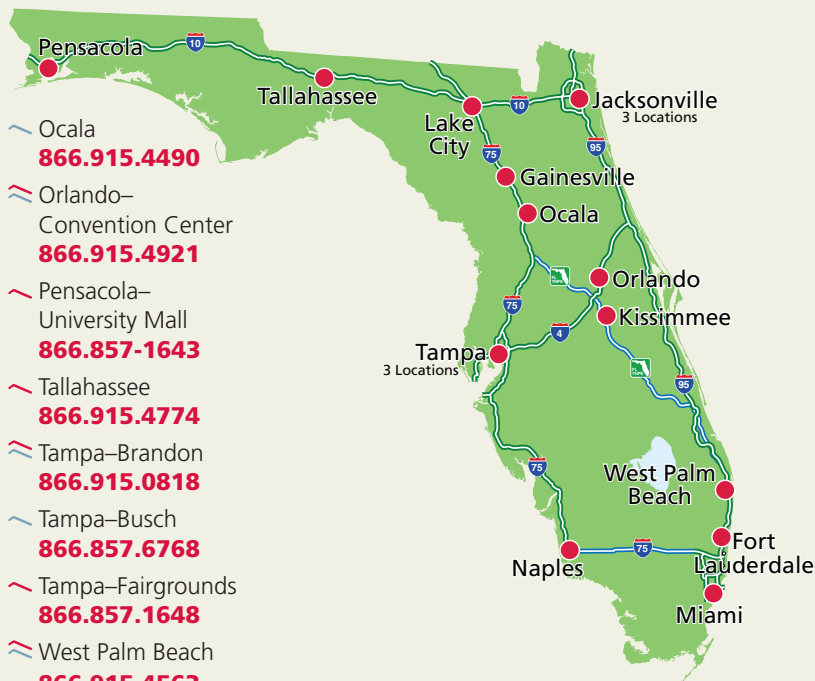 Pensacola
10
Tallahassee
Lake
City
10
Jacksonville
3 Locations
75
95
Gainesville
Ocala
Orlando
Kissimmee
75
4
Tampa
3 Locations
95
75
West Palm
Beach
75
Naples
Fort
Lauderdale
Miami
Ocala
866.915.4490
Orlando–
Convention Center
866.915.4921
Pensacola–
University Mall
866.857-1643
Tallahassee
866.915.4774
Tampa–Brandon
866.915.0818
Tampa–Busch
866.857.6768
Tampa–Fairgrounds
866.857.1648
West Palm Beach
866.915.4563